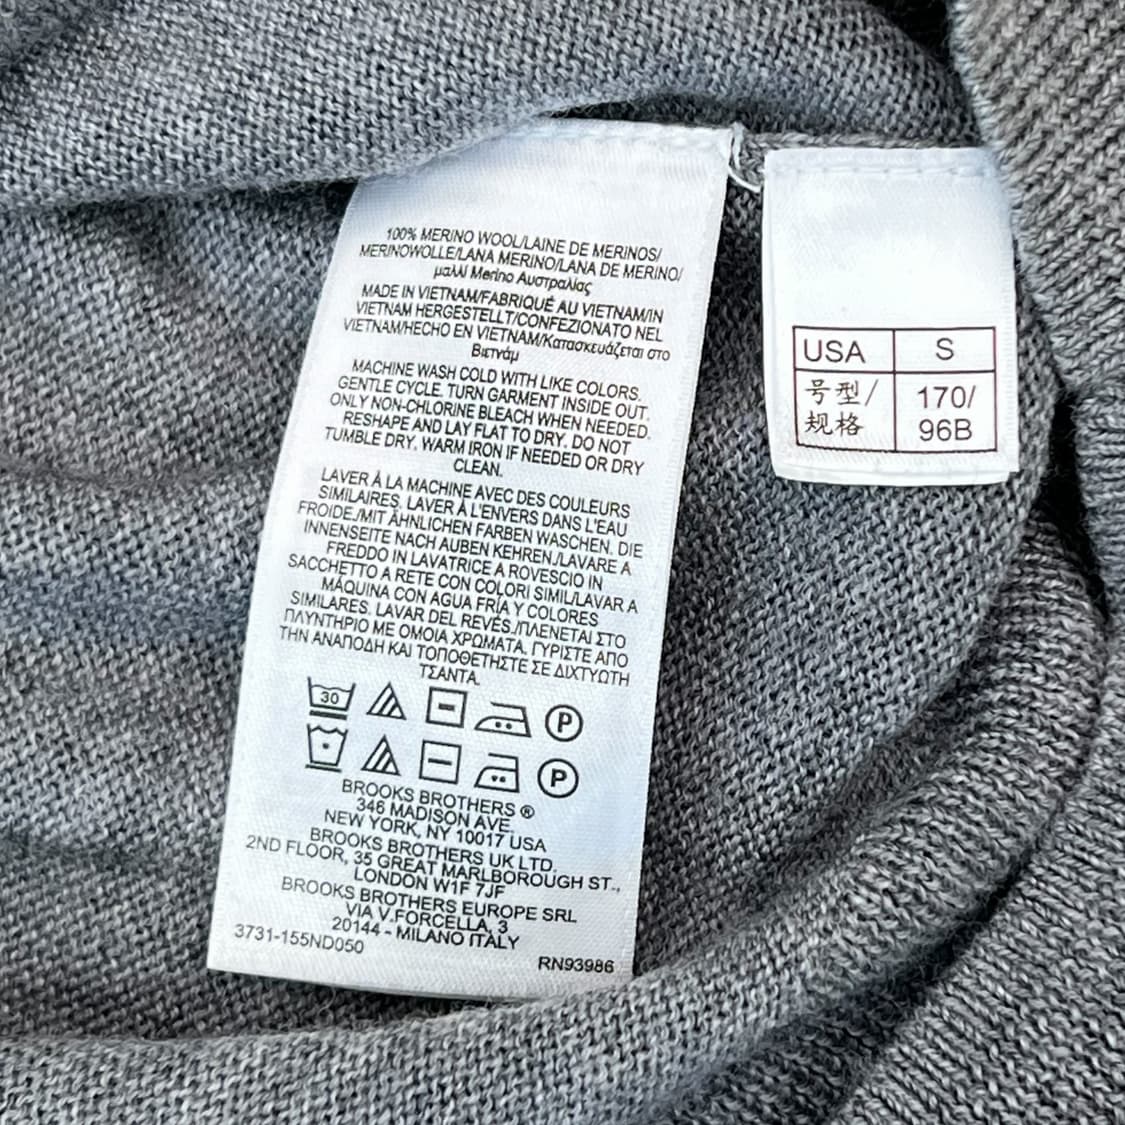 100% MERINO WOOL/LAINE DE MERINOS/
MERINOWOLLE/LANA MERINO/LANA DE MERINO/
μαλλί Merino Αυστραλίας
MADE IN VIETNAM/FABRIQUÉ AU VIETNAM/IN
VIETNAM HERGESTELLT/CONFEZIONATO NEL
VIETNAM/HECHO EN VIETNAM/Κατασκευάζεται στο
Βιετνάμ
MACHINE WASH COLD WITH LIKE COLORS.
GENTLE CYCLE. TURN GARMENT INSIDE OUT.
ONLY NON-CHLORINE BLEACH WHEN NEEDED.
RESHAPE AND LAY FLAT TO DRY. DO NOT
TUMBLE DRY. WARM IRON IF NEEDED OR DRY
CLEAN.
LAVER À LA MACHINE AVEC DES COULEURS
SIMILAIRES. LAVER À L'ENVERS DANS L'EAU
FROIDE./MIT ÄHNLICHEN FARBEN WASCHEN. DIE
INNENSEITE NACH AUBEN KEHREN./LAVARE A
FREDDO IN LAVATRICE A ROVESCIO IN
SACCHETTO A RETE CON COLORI SIMIL/LAVAR A
MÁQUINA CON AGUA FRÍA Y COLORES
SIMILARES. LAVAR DEL REVÉS./ΠΛΕΝΕΤΑΙ ΣΤΟ
ΠΛΥΝΤΗΡΙΟ ΜΕ ΟΜΟΙΑ ΧΡΩΜΑΤΑ. ΓΥΡΙΣΤΕ ΑΠΟ
ΤΗΝ ΑΝΑΠΟΔΗ ΚΑΙ ΤΟΠΟΘΕΤΗΣΤΕ ΣΕ ΔΙΧΤΥΩΤΗ
ΤΣΑΝΤΑ.
30 P
P
BROOKS BROTHERS ®
346 MADISON AVE.
NEW YORK, NY 10017 USA
BROOKS BROTHERS UK LTD.
2ND FLOOR, 35 GREAT MARLBOROUGH ST.,
LONDON W1F 7JF
BROOKS BROTHERS EUROPE SRL
VIA V.FORCELLA, 3
20144 - MILANO ITALY
3731-155ND050
RN93986
USA S
号型/ 170/
规格 96B